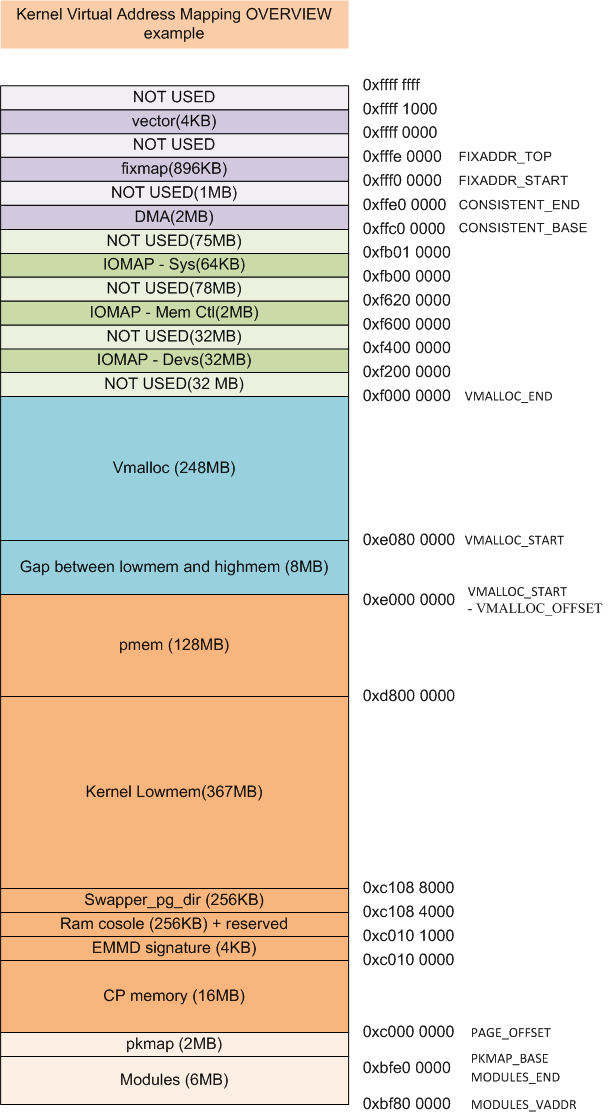 Kernel Virtual Address Mapping OVERVIEW
example
0xffff ffff
NOT USED
0xffff 1000
vector(4KB)
0xffff 0000
NOT USED
0xfffe 0000 FIXADDR_TOP
fixmap(896KB)
0xfff0 0000 FIXADDR_START
NOT USED(1MB)
0xffe0 0000 CONSISTENT_END
DMA(2MB)
0xffc0 0000 CONSISTENT_BASE
NOT USED(75MB)
0xfb01 0000
IOMAP - Sys(64KB)
0xfb00 0000
NOT USED(78MB)
0xf620 0000
IOMAP - Mem Ctl(2MB)
0xf600 0000
NOT USED(32MB)
0xf400 0000
IOMAP - Devs(32MB)
0xf200 0000
NOT USED(32 MB)
0xf000 0000 VMALLOC_END
Vmalloc (248MB)
0xe080 0000 VMALLOC_START
Gap between lowmem and highmem (8MB)
0xe000 0000 VMALLOC_START
- VMALLOC_OFFSET
pmem (128MB)
0xd800 0000
Kernel Lowmem(367MB)
0xc108 8000
Swapper_pg_dir (256KB)
0xc108 4000
Ram cosole (256KB) + reserved
0xc010 1000
EMMD signature (4KB)
0xc010 0000
CP memory (16MB)
0xc000 0000 PAGE_OFFSET
pkmap (2MB)
0xbfe0 0000 PKMAP_BASE
MODULES_END
Modules (6MB)
0xbf80 0000 MODULES_VADDR